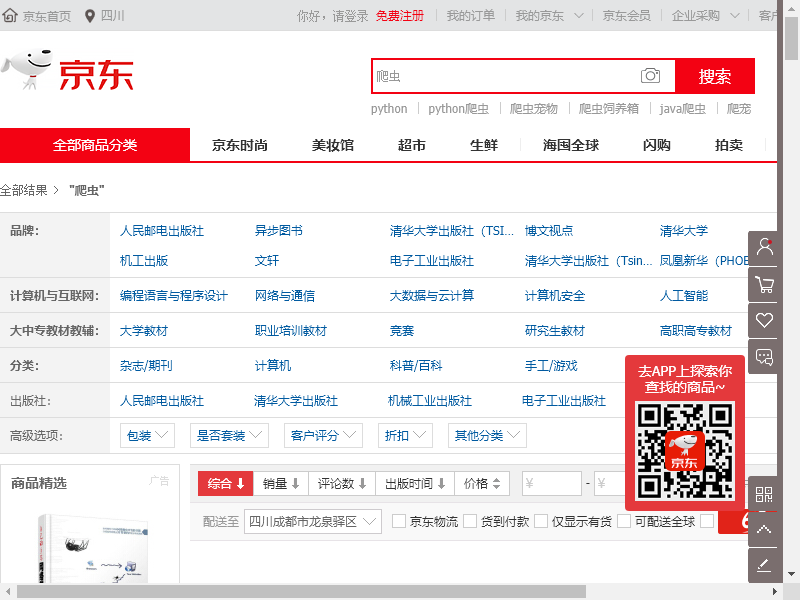 京东首页 四川 你好，请登录 免费注册 我的订单 我的京东 京东会员 企业采购 客户
京东
爬虫 搜索
python python爬虫 爬虫宠物 爬虫饲养箱 java爬虫 爬宠
全部商品分类 京东时尚 美妆馆 超市 生鲜 海囤全球 闪购 拍卖
全部结果 > "爬虫"
品牌： 人民邮电出版社 异步图书 清华大学出版社（TSI... 博文视点 清华大学
机工出版 文轩 电子工业出版社 清华大学出版社（Tsin... 凤凰新华（PHOE
计算机与互联网： 编程语言与程序设计 网络与通信 大数据与云计算 计算机安全 人工智能
大中专教材教辅： 大学教材 职业培训教材 竞赛 研究生教材 高职高专教材
分类： 杂志/期刊 计算机 科普/百科 手工/游戏
出版社： 人民邮电出版社 清华大学出版社 机械工业出版社 电子工业出版社
高级选项： 包装 是否套装 客户评分 折扣 其他分类
去APP上探索你
查找的商品~
京东
商品精选 广告
综合 销量 评论数 出版时间 价格 ¥ - ¥
配送至 四川成都市龙泉驿区 京东物流 货到付款 仅显示有货 可配送全球 6